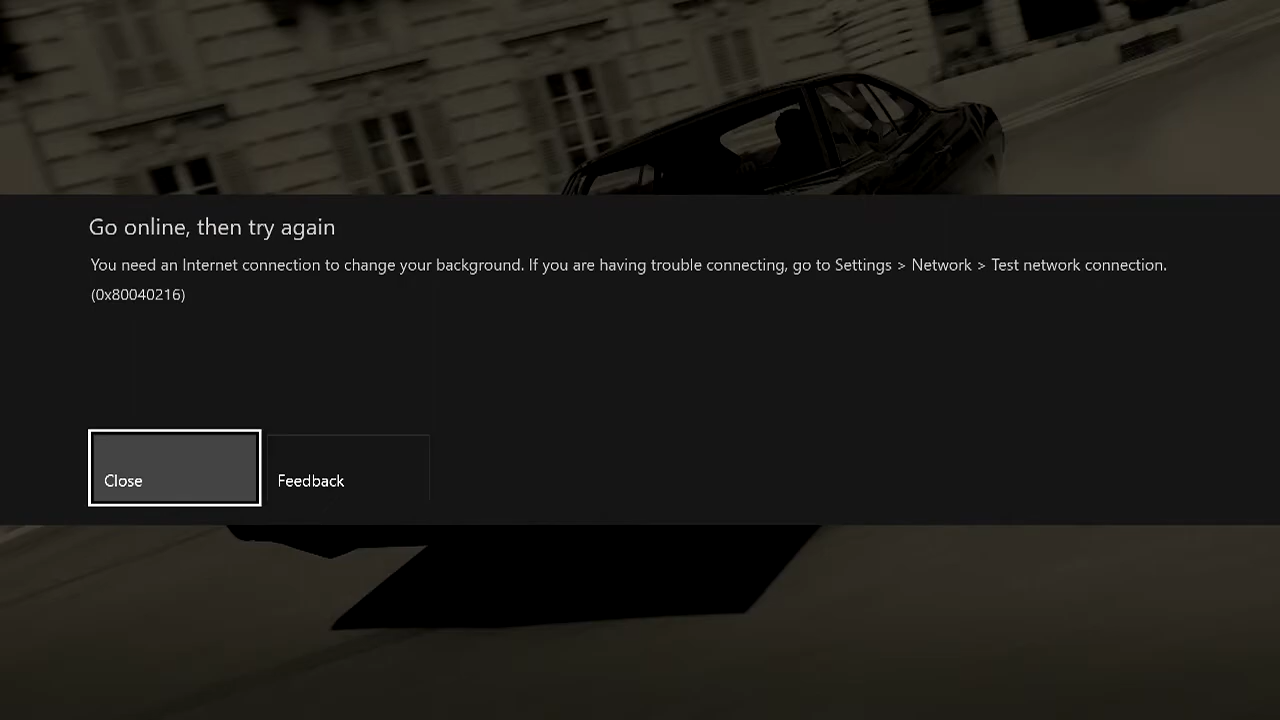 Go online, then try again
You need an Internet connection to change your background. If you are having trouble connecting, go to Settings > Network > Test network connection.
(0x80040216)
Close
Feedback